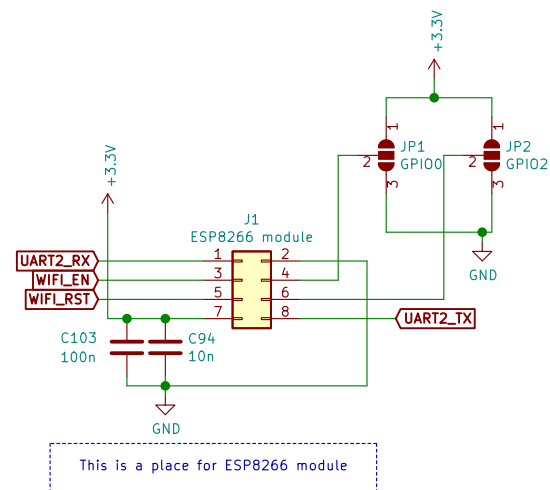 +3.3V
1
JP1
2
GPIO0
3
1
JP2
2
GPIO2
3
GND
+3.3V
J1
ESP8266 module
UART2_RX
1
2
WIFI_EN
3
4
WIFI_RST
5
6
7
8
UART2_TX
C103
100n
C94
10n
GND
This is a place for ESP8266 module